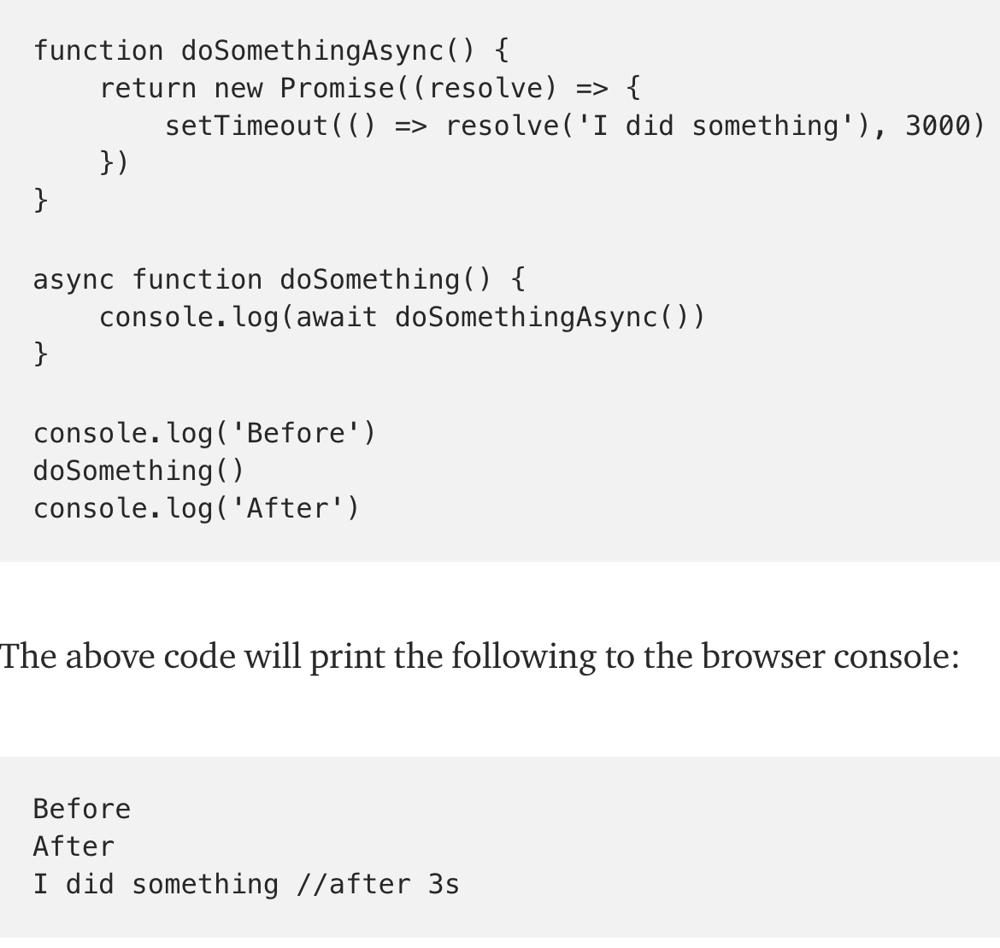 function doSomethingAsync() {
    return new Promise((resolve) => {
        setTimeout(() => resolve('I did something'), 3000)
    })
}

async function doSomething() {
    console.log(await doSomethingAsync())
}

console.log('Before')
doSomething()
console.log('After')

The above code will print the following to the browser console:

Before
After
I did something //after 3s